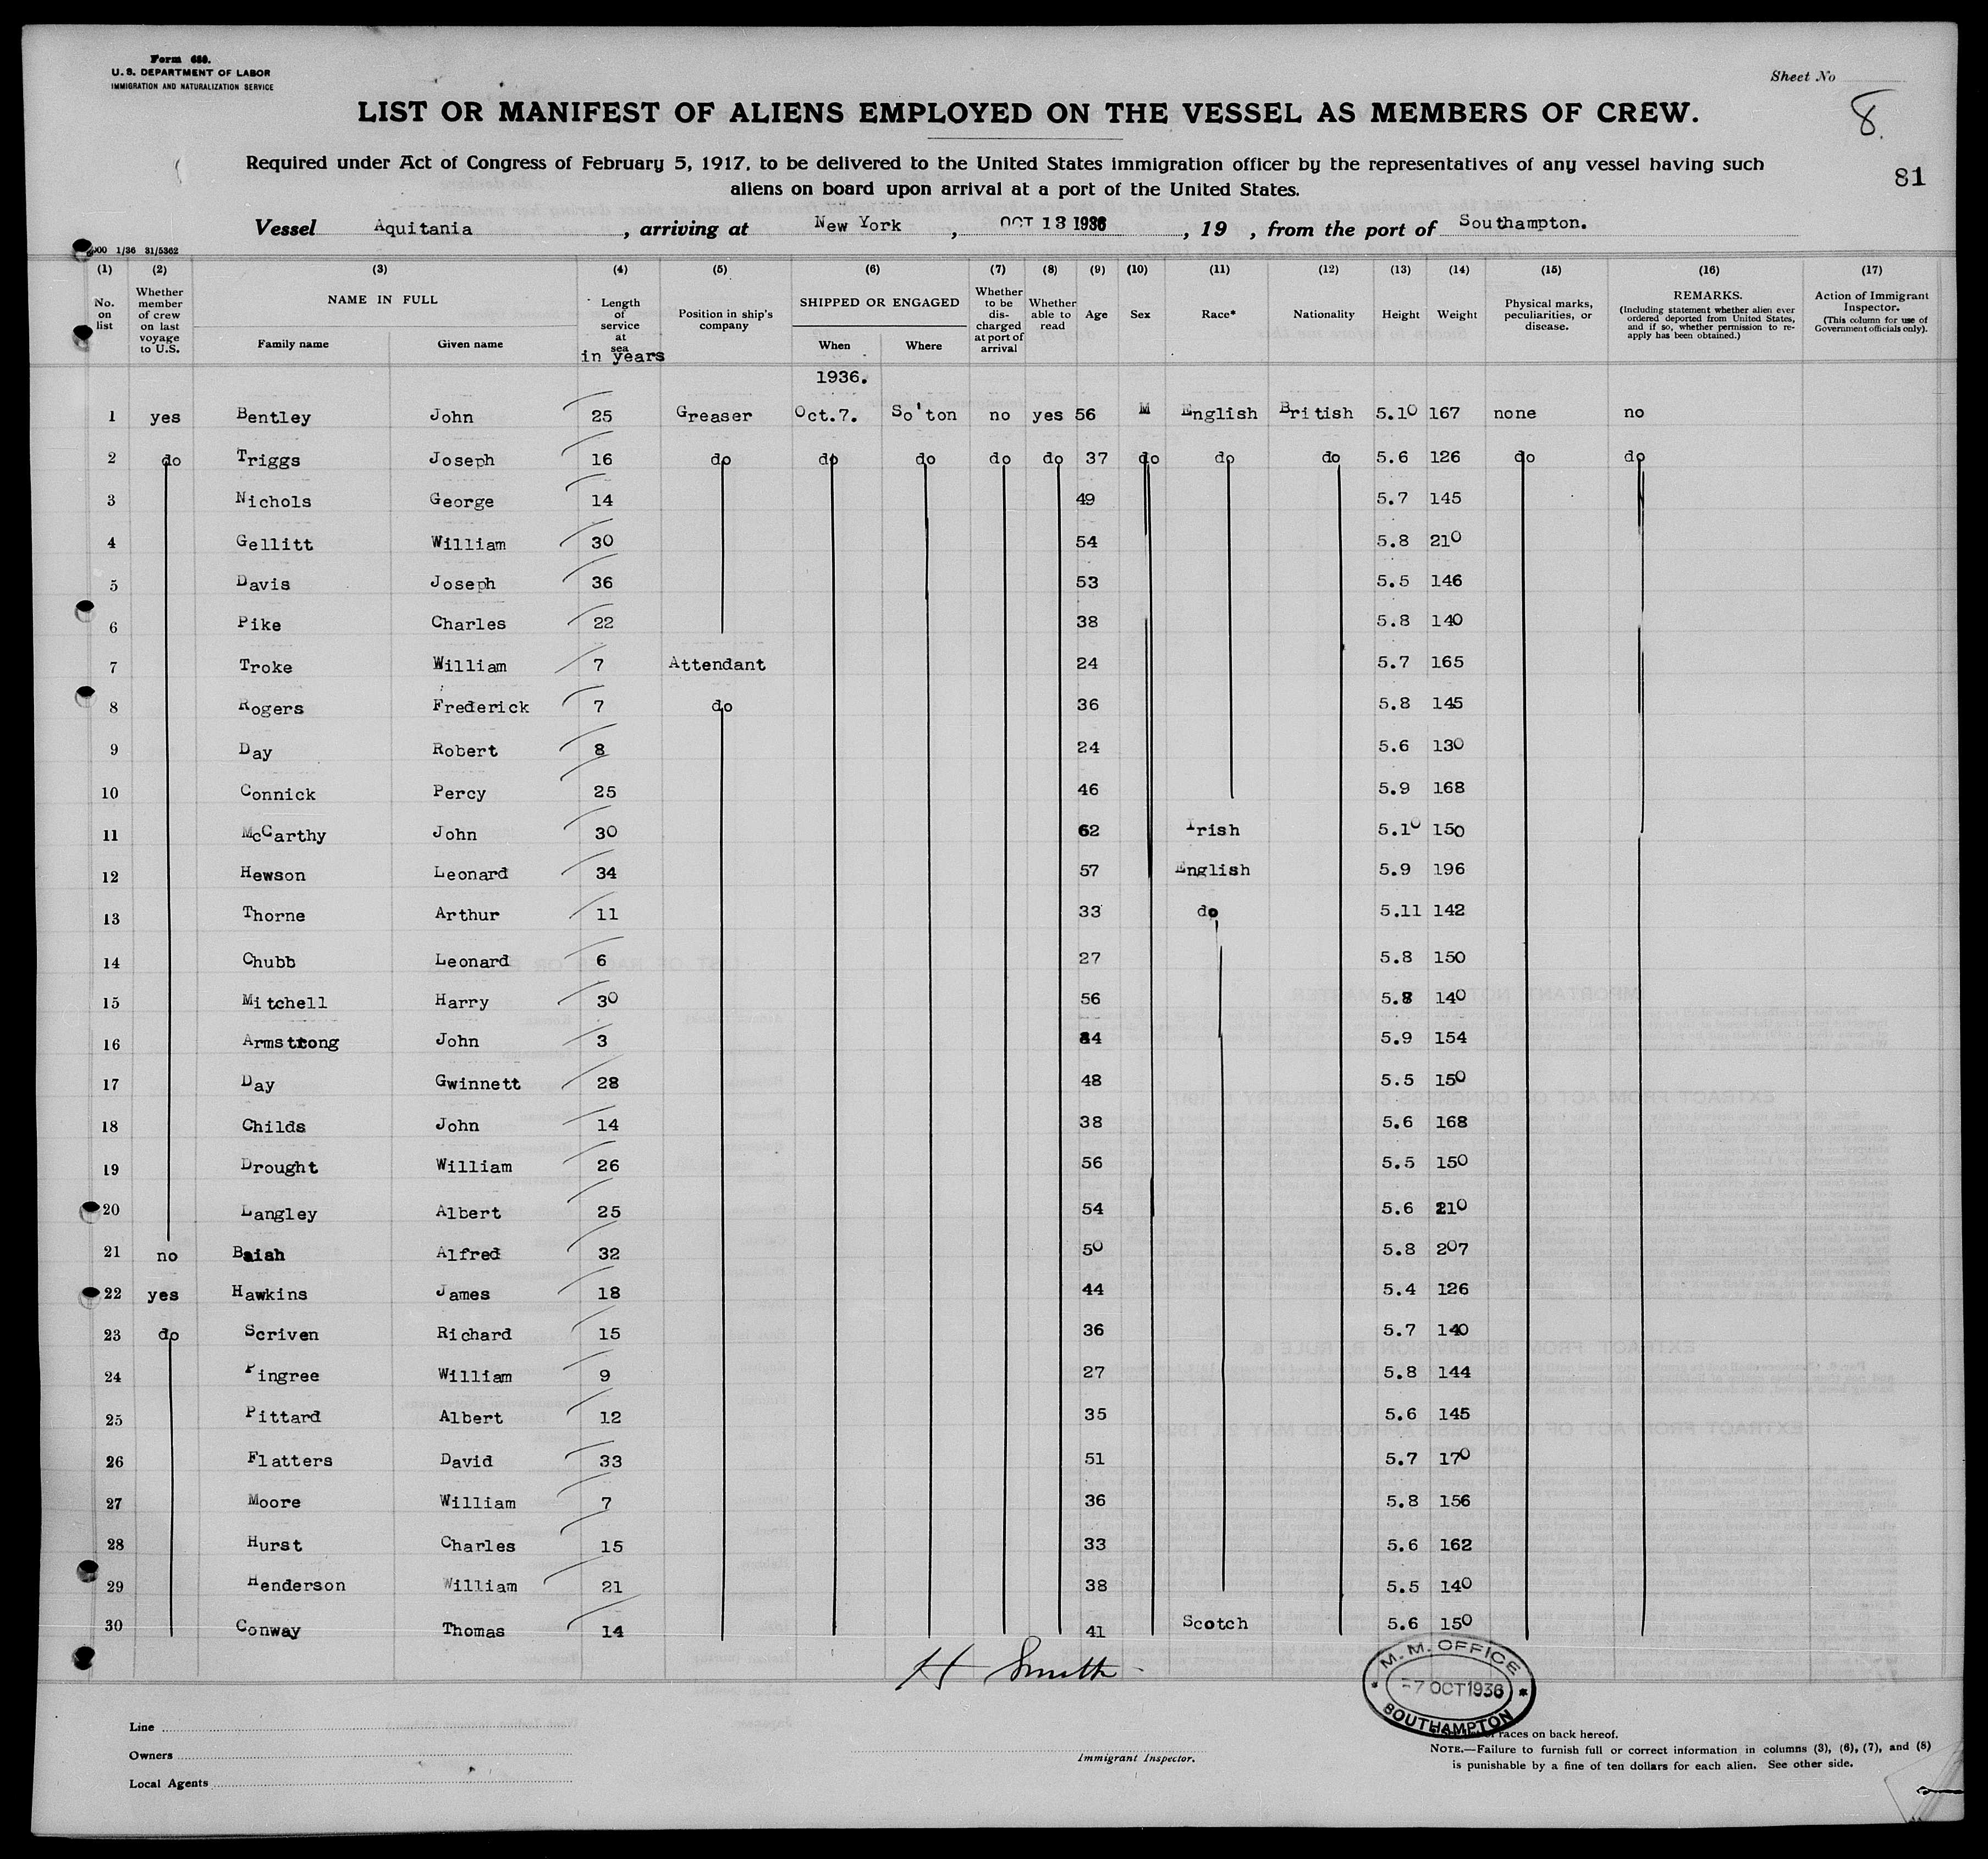 Form 680.
U. S. DEPARTMENT OF LABOR
IMMIGRATION AND NATURALIZATION SERVICE
Sheet No
8.
LIST OR MANIFEST OF ALIENS EMPLOYED ON THE VESSEL AS MEMBERS OF CREW.
Required under Act of Congress of February 5, 1917, to be delivered to the United States immigration officer by the representatives of any vessel having such
aliens on board upon arrival at a port of the United States.
81
Vessel Aquitania , arriving at New York , OCT 13 1936 , 19 , from the port of Southampton.
1/36 31/5362
(1) (2) (3) (4) (5) (6) (7) (8) (9) (10) (11) (12) (13) (14) (15) (16) (17)
No. on list
Whether member of crew on last voyage to U.S.
NAME IN FULL
Family name
Given name
Length of service at sea
in years
Position in ship's company
SHIPPED OR ENGAGED
When
Where
Whether to be dis- charged at port of arrival
Whether able to read
Age
Sex
Race*
Nationality
Height
Weight
Physical marks, peculiarities, or disease.
REMARKS.
(Including statement whether alien ever ordered deported from United States, and if so, whether permission to re- apply has been obtained.)
Action of Immigrant Inspector.
(This column for use of Government officials only).
1936.
1 yes Bentley John 25 Greaser Oct.7. So'ton no yes 56 M English British 5.10 167 none no
2 do Triggs Joseph 16 do do do do do 37 do do do 5.6 126 do do
3 Nichols George 14 49 5.7 145
4 Gellitt William 30 54 5.8 210
5 Davis Joseph 36 53 5.5 146
6 Pike Charles 22 38 5.8 140
7 Troke William 7 Attendant 24 5.7 165
8 Rogers Frederick 7 do 36 5.8 145
9 Day Robert 8 24 5.6 130
10 Connick Percy 25 46 5.9 168
11 McCarthy John 30 62 Irish 5.10 150
12 Hewson Leonard 34 57 English 5.9 196
13 Thorne Arthur 11 33 do 5.11 142
14 Chubb Leonard 6 27 5.8 150
15 Mitchell Harry 30 56 5.8 140
16 Armstrong John 3 5.9 154
17 Day Gwinnett 28 48 5.5 150
18 Childs John 14 38 5.6 168
19 Drought William 26 56 5.5 150
20 Langley Albert 25 54 5.6 210
21 no Alfred 32 50 5.8 207
22 yes Hawkins James 18 44 5.4 126
23 do Scriven Richard 15 36 5.7 140
24 Pingree William 9 27 5.8 144
25 Pittard Albert 12 35 5.6 145
26 Flatters David 33 51 5.7 170
27 Moore William 7 36 5.8 156
28 Hurst Charles 15 33 5.6 162
29 Henderson William 21 38 5.5 140
30 Conway Thomas 14 41 Scotch 5.6 150
H Smith
M. M. OFFICE
-7 OCT 1936
SOUTHAMPTON
Line
Owners
Local Agents
Immigrant Inspector.
races on back hereof.
NOTE.—Failure to furnish full or correct information in columns (3), (6), (7), and (8)
is punishable by a fine of ten dollars for each alien. See other side.